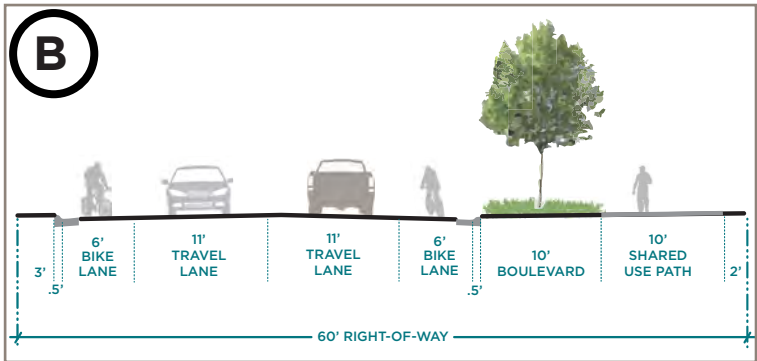 B
3'
.5'
6'
BIKE
LANE
11'
TRAVEL
LANE
11'
TRAVEL
LANE
6'
BIKE
LANE
.5'
10'
BOULEVARD
10'
SHARED
USE PATH
2'
60' RIGHT-OF-WAY